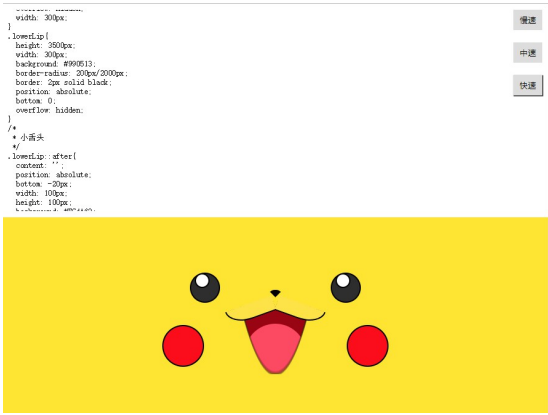 width: 300px;
}
.lowerLip{
height: 3500px;
width: 300px;
background: #990513;
border-radius: 200px/2000px;
border: 2px solid black;
position: absolute;
bottom: 0;
overflow: hidden;
}
/*
* 小舌头
*/
.lowerLip::after{
content: '';
position: absolute;
bottom: -20px;
width: 100px;
height: 100px;
慢速
中速
快速